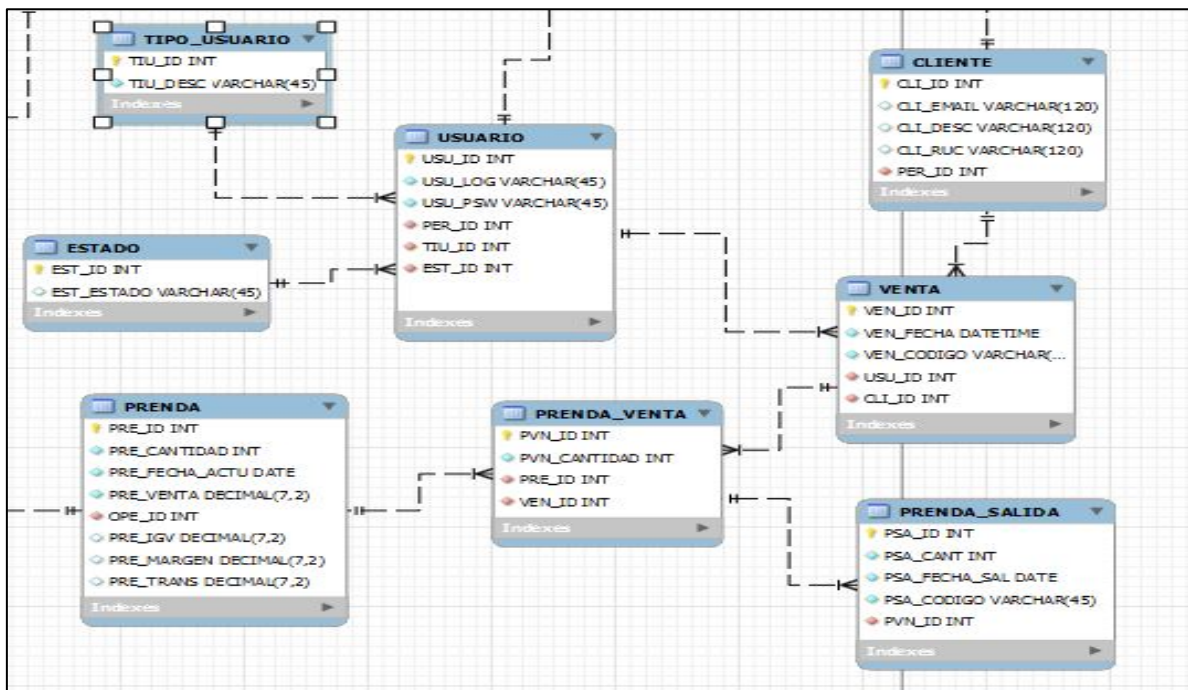 TIPO_USUARIO
TIU_ID INT
TIU_DESC VARCHAR(45)
Indexes
USUARIO
USU_ID INT
USU_LOG VARCHAR(45)
USU_PSW VARCHAR(45)
PER_ID INT
TIU_ID INT
EST_ID INT
Indexes
CLIENTE
CLI_ID INT
CLI_EMAIL VARCHAR(120)
CLI_DESC VARCHAR(120)
CLI_RUC VARCHAR(120)
PER_ID INT
Indexes
ESTADO
EST_ID INT
EST_ESTADO VARCHAR(45)
Indexes
VENTA
VEN_ID INT
VEN_FECHA DATETIME
VEN_CODIGO VARCHAR(...
USU_ID INT
CLI_ID INT
Indexes
PRENDA
PRE_ID INT
PRE_CANTIDAD INT
PRE_FECHA_ACTU DATE
PRE_VENTA DECIMAL(7,2)
OPE_ID INT
PRE_IGV DECIMAL(7,2)
PRE_MARGEN DECIMAL(7,2)
PRE_TRANS DECIMAL(7,2)
Indexes
PRENDA_VENTA
PVN_ID INT
PVN_CANTIDAD INT
PRE_ID INT
VEN_ID INT
Indexes
PRENDA_SALIDA
PSA_ID INT
PSA_CANT INT
PSA_FECHA_SAL DATE
PSA_CODIGO VARCHAR(45)
PVN_ID INT
Indexes